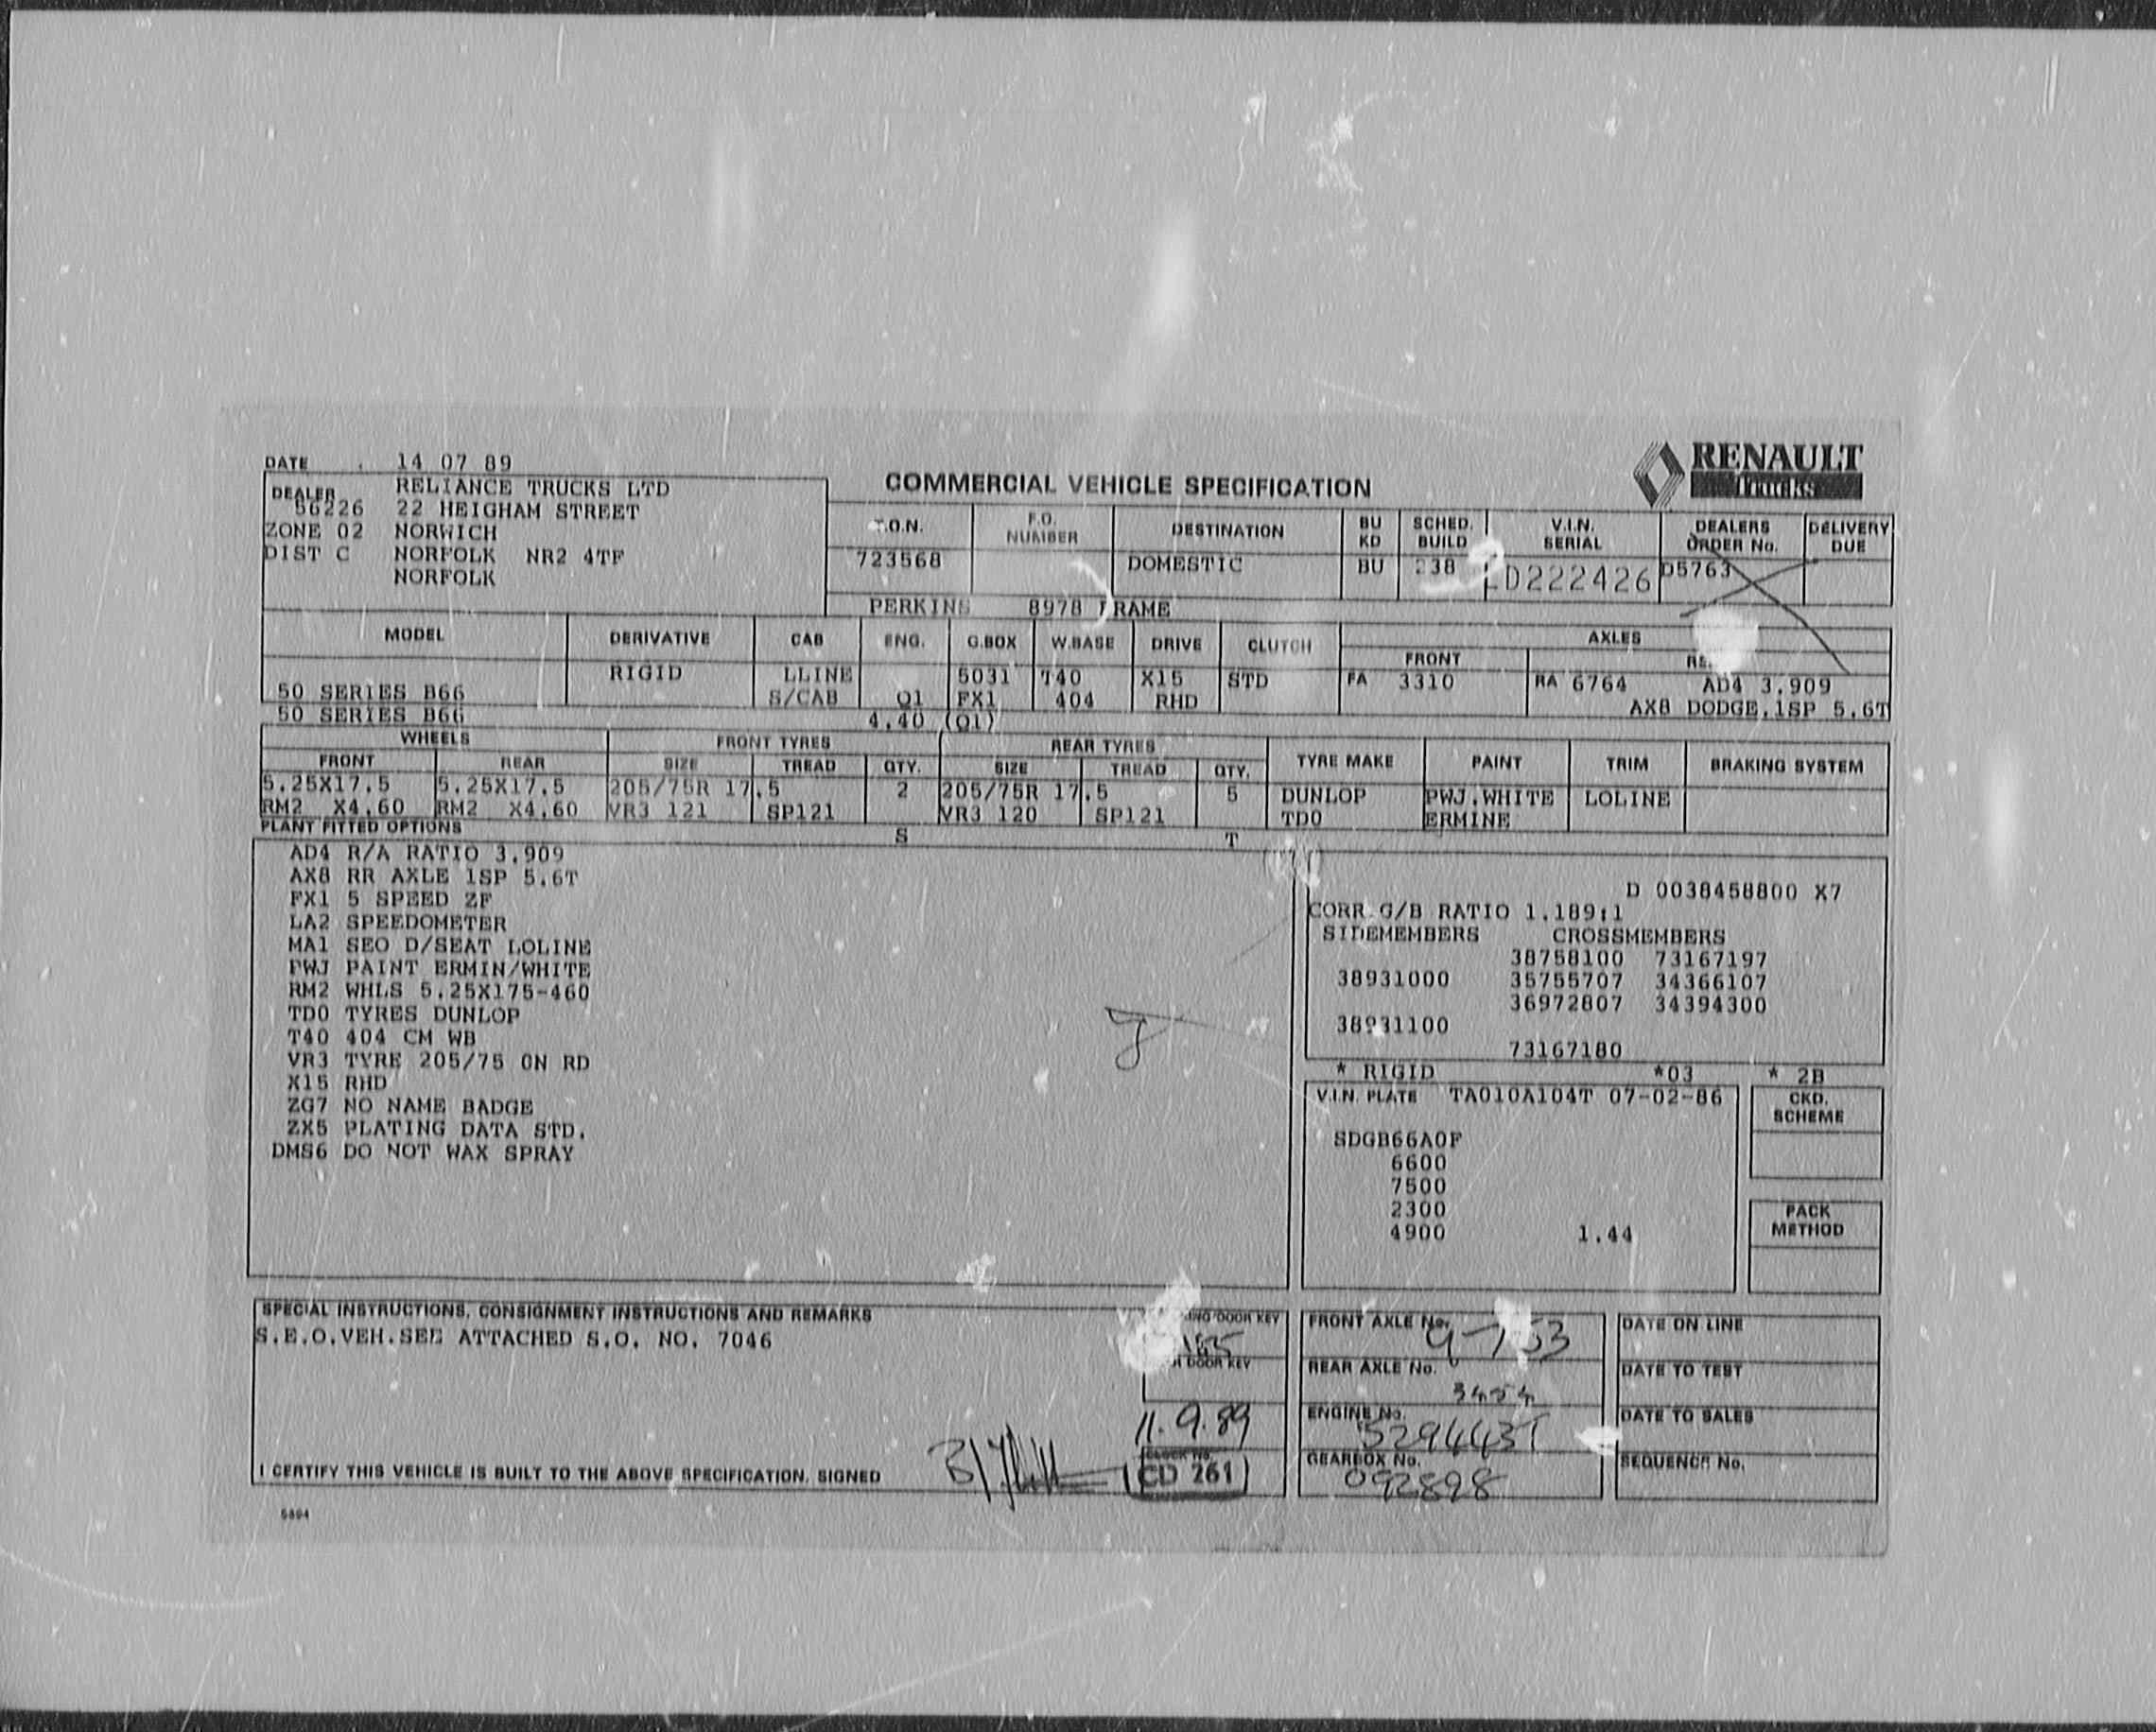 DATE . 14 07 89
RENAULT
Trucks
COMMERCIAL VEHICLE SPECIFICATION
DEALER RELIANCE TRUCKS LTD
56226 22 HEIGHAM STREET
ZONE 02 NORWICH
DIST C NORFOLK NR2 4TF
NORFOLK
T.O.N. F.O. NUMBER DESTINATION BU KD SCHED. BUILD V.I.N. SERIAL DEALERS ORDER No. DELIVERY DUE
723568 DOMESTIC BU 238 D222426 D5763
PERKINS 8978 FRAME
MODEL DERIVATIVE CAB ENG. G.BOX W.BASE DRIVE CLUTCH AXLES
FRONT
RIGID LLINE 5031 T40 X15 STD FA 3310 RA 6764 AD4 3.909
50 SERIES B66 S/CAB Q1 FX1 404 RHD
50 SERIES B66 4.40 (Q1) AX8 DODGE.1SP 5.6T
WHEELS FRONT TYRES REAR TYRES TYRE MAKE PAINT TRIM BRAKING SYSTEM
FRONT REAR SIZE TREAD QTY. SIZE TREAD QTY.
5.25X17.5 5.25X17.5 205/75R 17.5 2 205/75R 17.5 5 DUNLOP PWJ.WHITE LOLINE
RM2 X4.60 RM2 X4.60 VR3 121 SP121 VR3 120 SP121 TD0 ERMINE
PLANT FITTED OPTIONS S T
AD4 R/A RATIO 3.909
AX8 RR AXLE 1SP 5.6T
FX1 5 SPEED ZF
LA2 SPEEDOMETER
MA1 SEO D/SEAT LOLINE
PWJ PAINT ERMIN/WHITE
RM2 WHLS 5.25X175-460
TD0 TYRES DUNLOP
T40 404 CM WB
VR3 TYRE 205/75 ON RD
X15 RHD
ZG7 NO NAME BADGE
ZX5 PLATING DATA STD.
DMS6 DO NOT WAX SPRAY
D 0038458800 X7
CORR G/B RATIO 1.189:1
SIDEMEMBERS CROSSMEMBERS
38758100 73167197
38931000 35755707 34366107
36972807 34394300
38931100
73167180
* RIGID *03 * 2B
V.I.N. PLATE TA010A104T 07-02-86
SDGB66A0F
6600
7500
2300
4900 1.44
CKD. SCHEME
PACK METHOD
SPECIAL INSTRUCTIONS, CONSIGNMENT INSTRUCTIONS AND REMARKS
S.E.O.VEH.SEE ATTACHED S.O. NO. 7046
DOOR KEY
DOOR KEY
11.9.89
CLOCK No.
CD 261
I CERTIFY THIS VEHICLE IS BUILT TO THE ABOVE SPECIFICATION. SIGNED
FRONT AXLE No.
REAR AXLE No.
3454
ENGINE No.
5294431
GEARBOX No.
092898
DATE ON LINE
DATE TO TEST
DATE TO SALES
SEQUENCE No.
5894